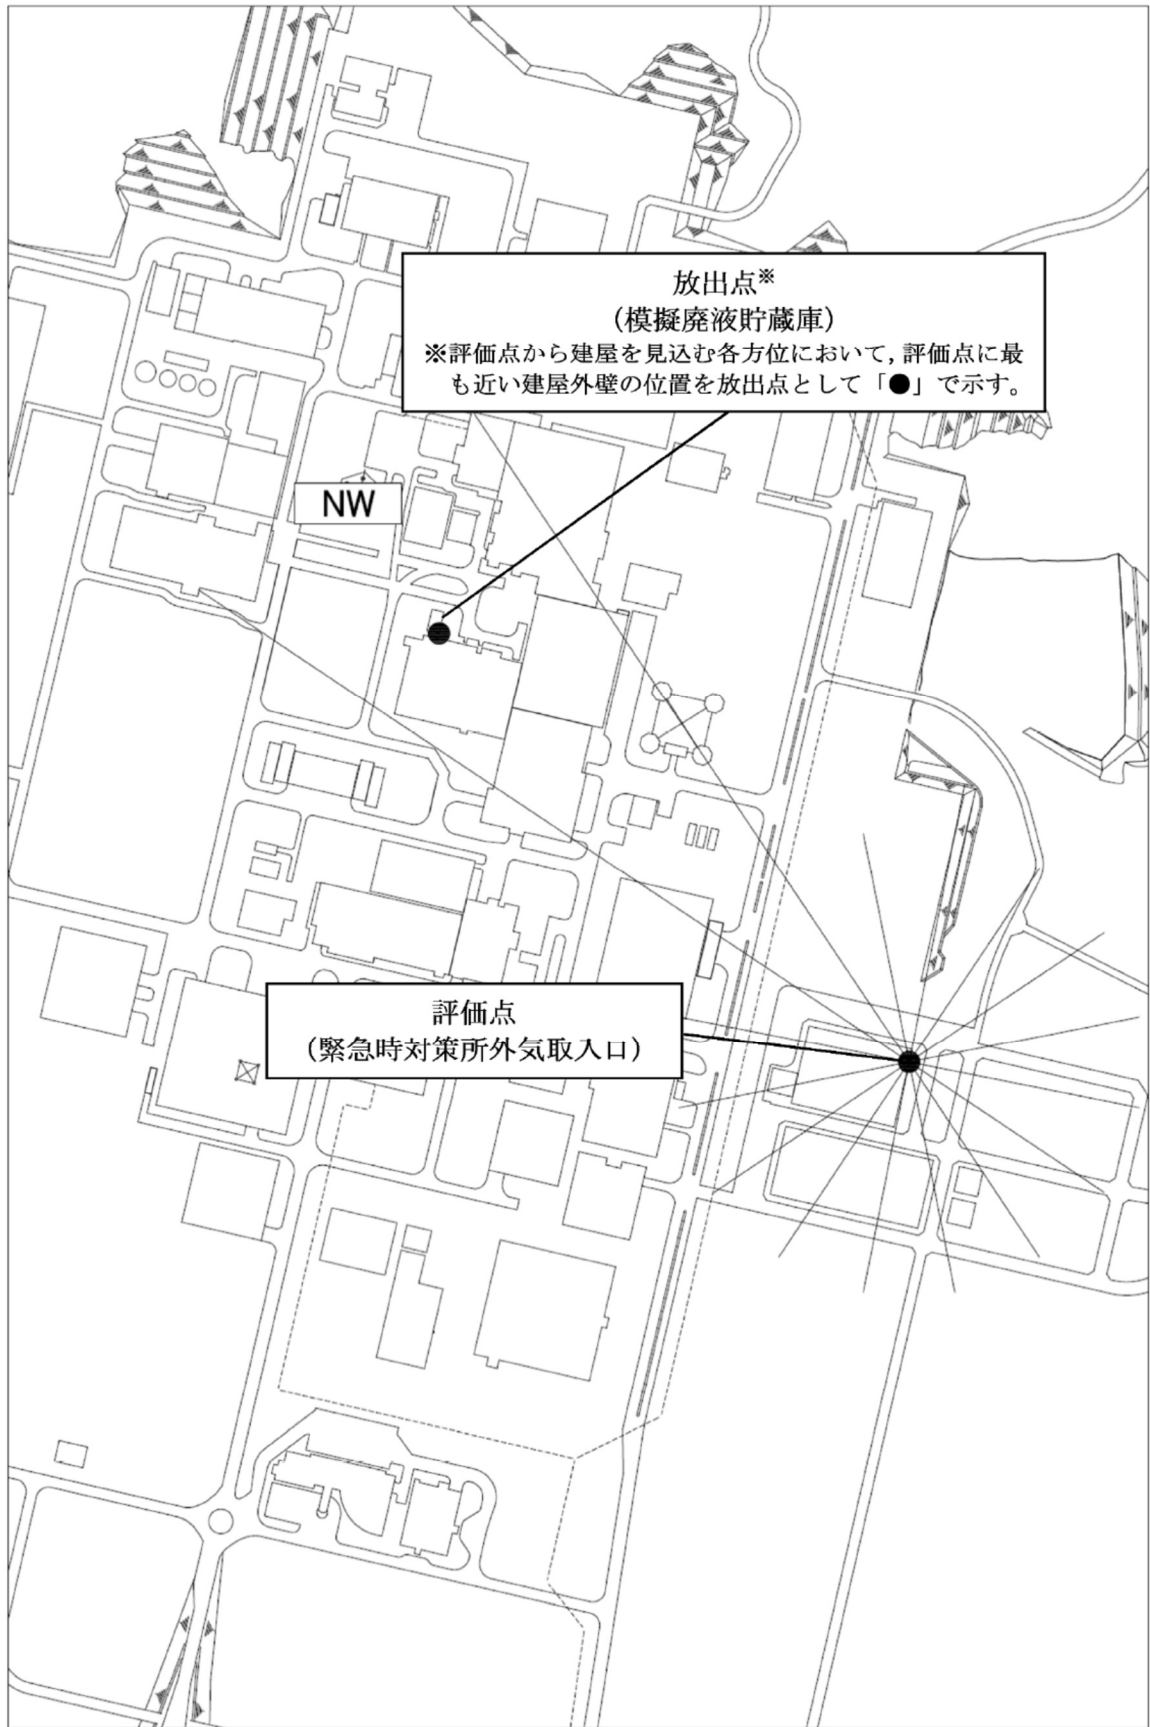 放出点※
（模擬廃液貯蔵庫）
※評価点から建屋を見込む各方位において，評価点に最
も近い建屋外壁の位置を放出点として「●」で示す。
NW
評価点
（緊急時対策所外気取入口）